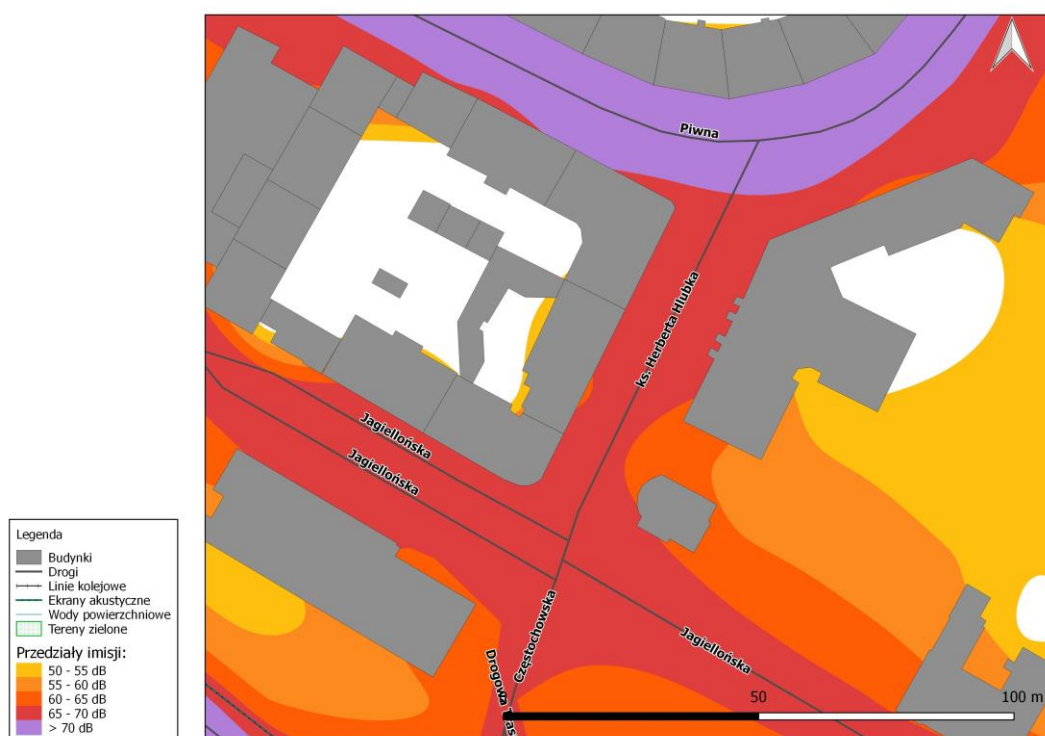 Piwna
ks. Herberta Hlubka
Jagiellońska
Jagiellońska
Jagiellońska
Częstochowska
Drogowa
50
100 m
Legenda
Budynki
Drogi
Linie kolejowe
Ekrany akustyczne
Wody powierzchniowe
Tereny zielone
Przedziały imisji:
50 - 55 dB
55 - 60 dB
60 - 65 dB
65 - 70 dB
> 70 dB